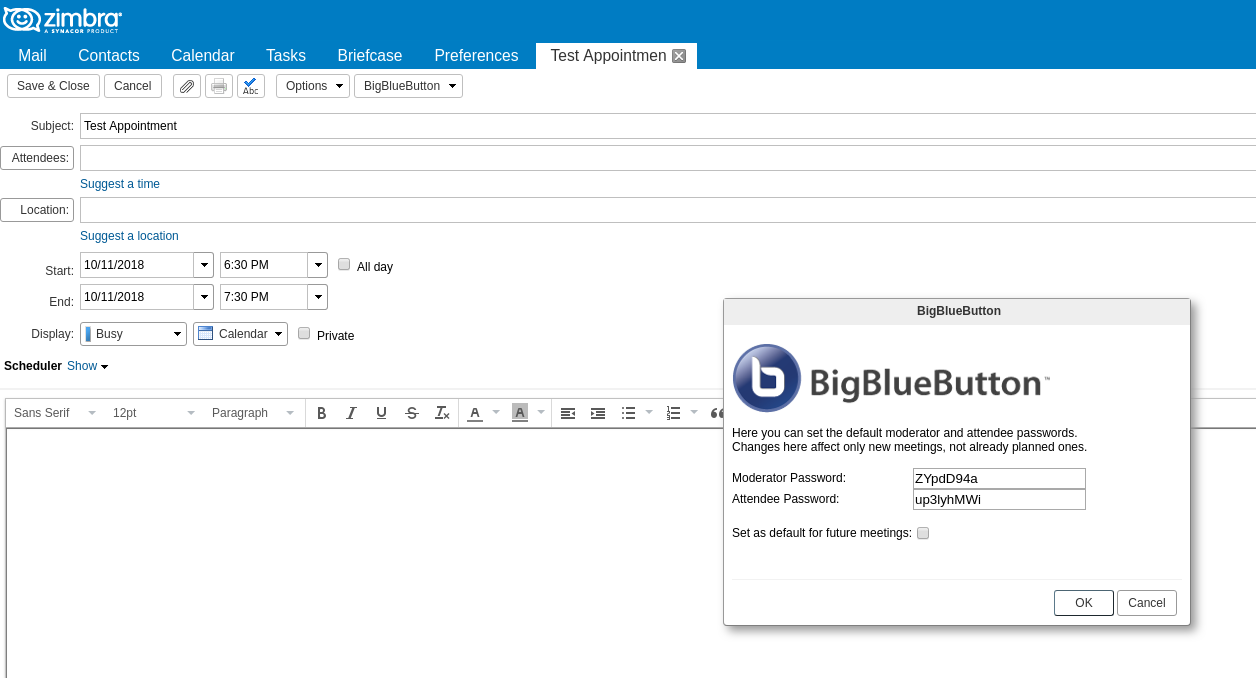 zimbra
A SYNACOR PRODUCT
Mail Contacts Calendar Tasks Briefcase Preferences Test Appointmen
Save & Close Cancel Abc Options BigBlueButton
Subject: Test Appointment
Attendees:
Suggest a time
Location:
Suggest a location
Start: 10/11/2018 6:30 PM All day
End: 10/11/2018 7:30 PM
Display: Busy Calendar Private
Scheduler Show
Sans Serif 12pt Paragraph B I U S Tx A A
BigBlueButton
b BigBlueButton™
Here you can set the default moderator and attendee passwords.
Changes here affect only new meetings, not already planned ones.
Moderator Password: ZYpdD94a
Attendee Password: up3lyhMWi
Set as default for future meetings:
OK Cancel